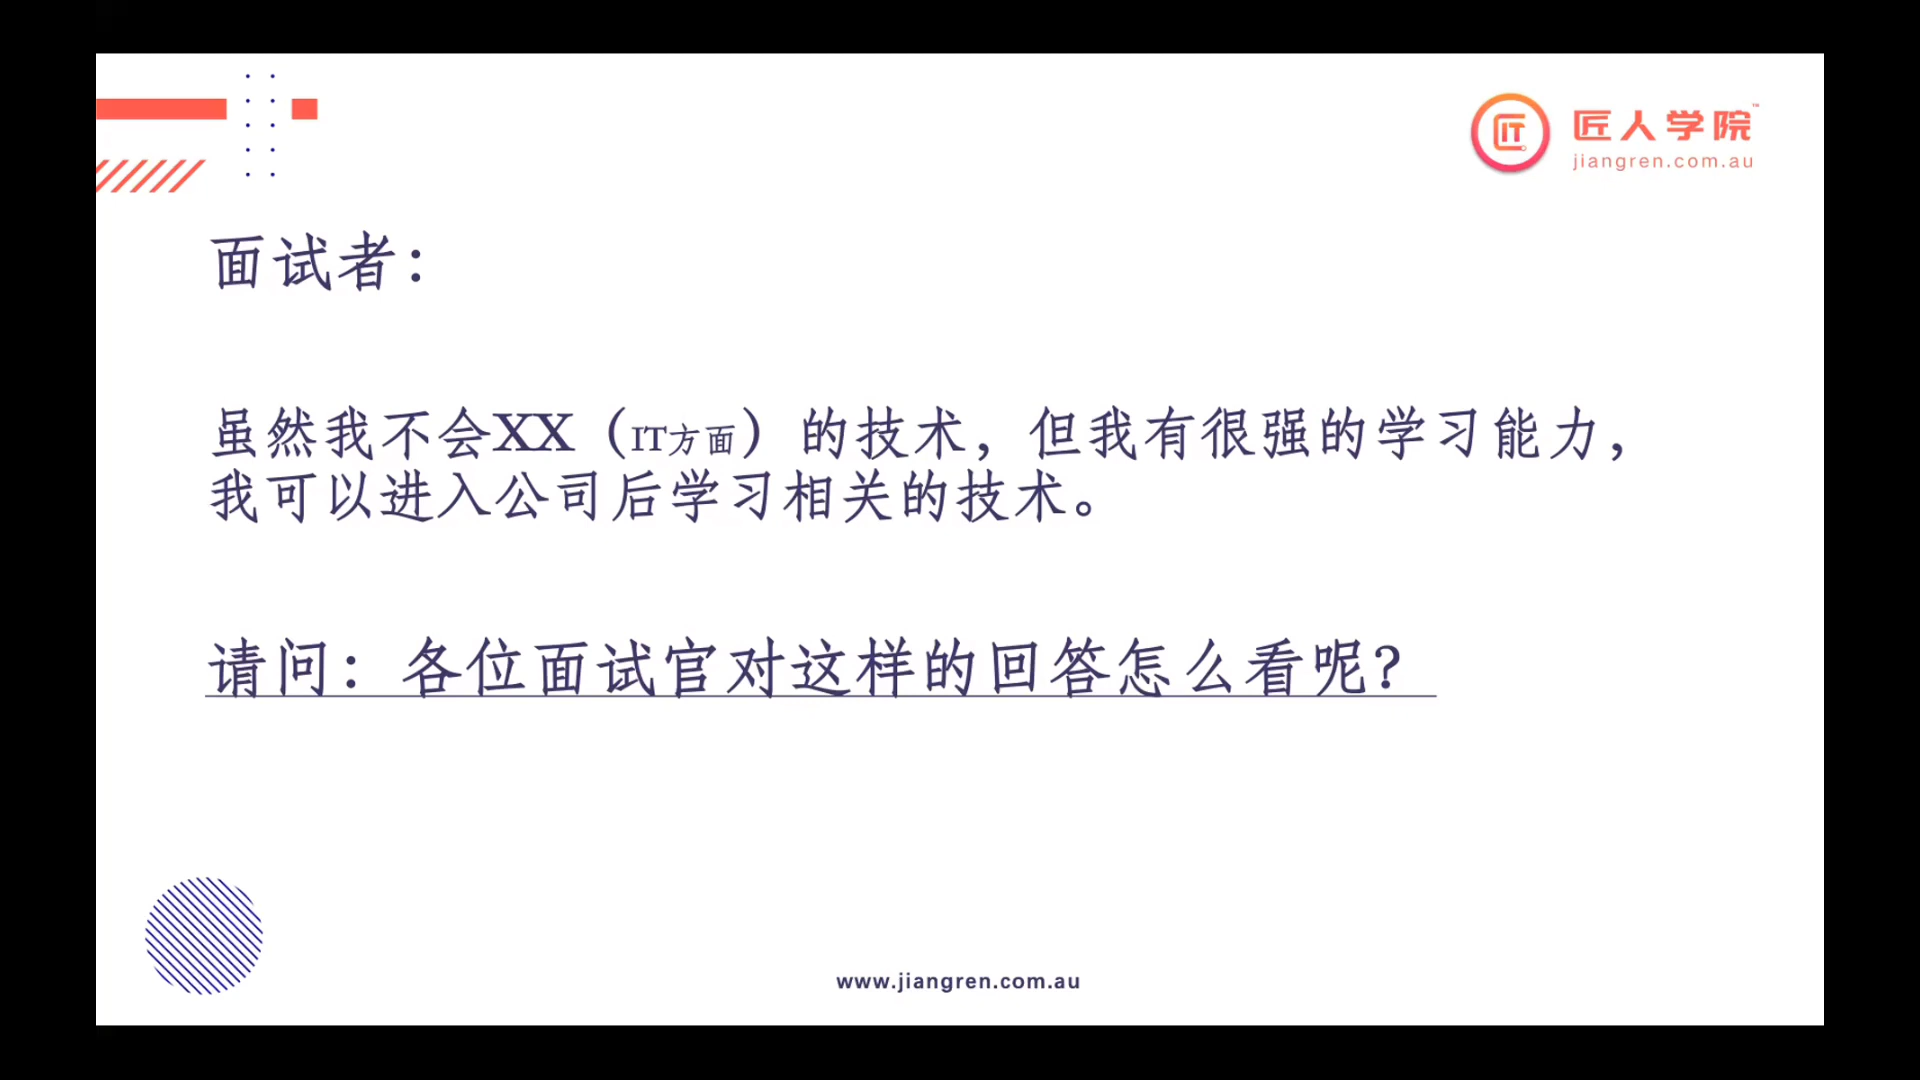 匠人学院™
jiangren.com.au
面试者：
虽然我不会XX（IT方面）的技术，但我有很强的学习能力，
我可以进入公司后学习相关的技术。
请问：各位面试官对这样的回答怎么看呢？
www.jiangren.com.au